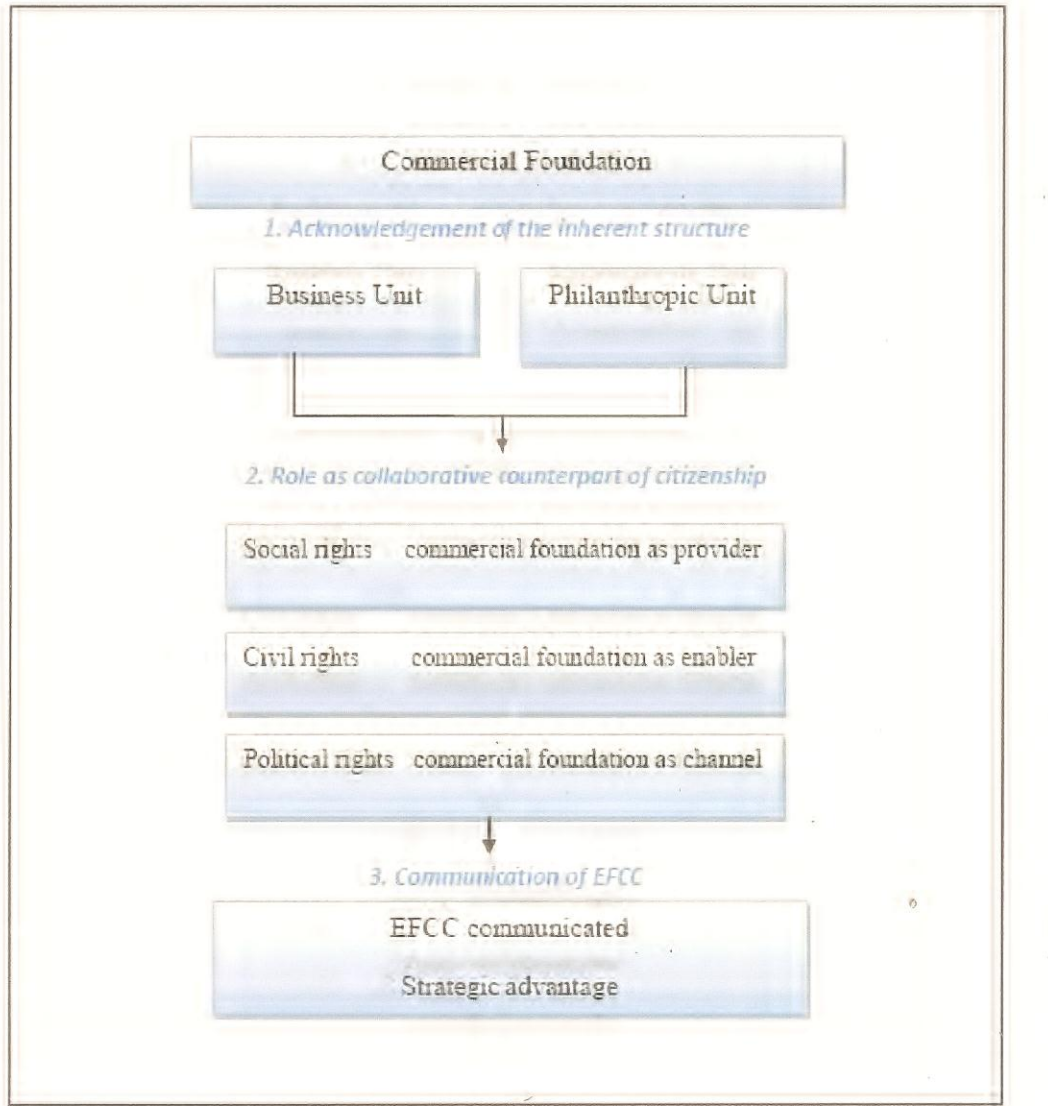 Commercial Foundation
1. Acknowledgement of the inherent structure
Business Unit Philanthropic Unit
2. Role as collaborative counterpart of citizenship
Social rights commercial foundation as provider
Civil rights commercial foundation as enabler
Political rights commercial foundation as channel
3. Communication of EFCC
EFCC communicated
Strategic advantage